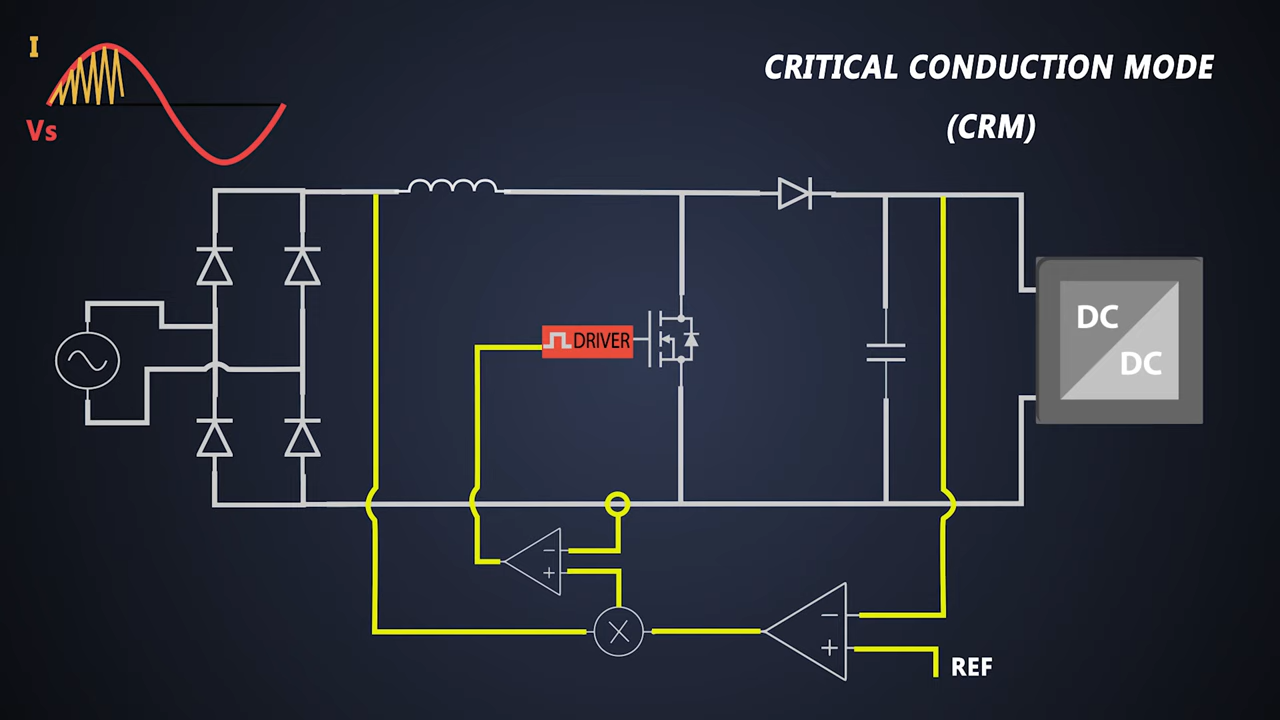 I
Vs
CRITICAL CONDUCTION MODE
(CRM)
DRIVER
DC
DC
REF